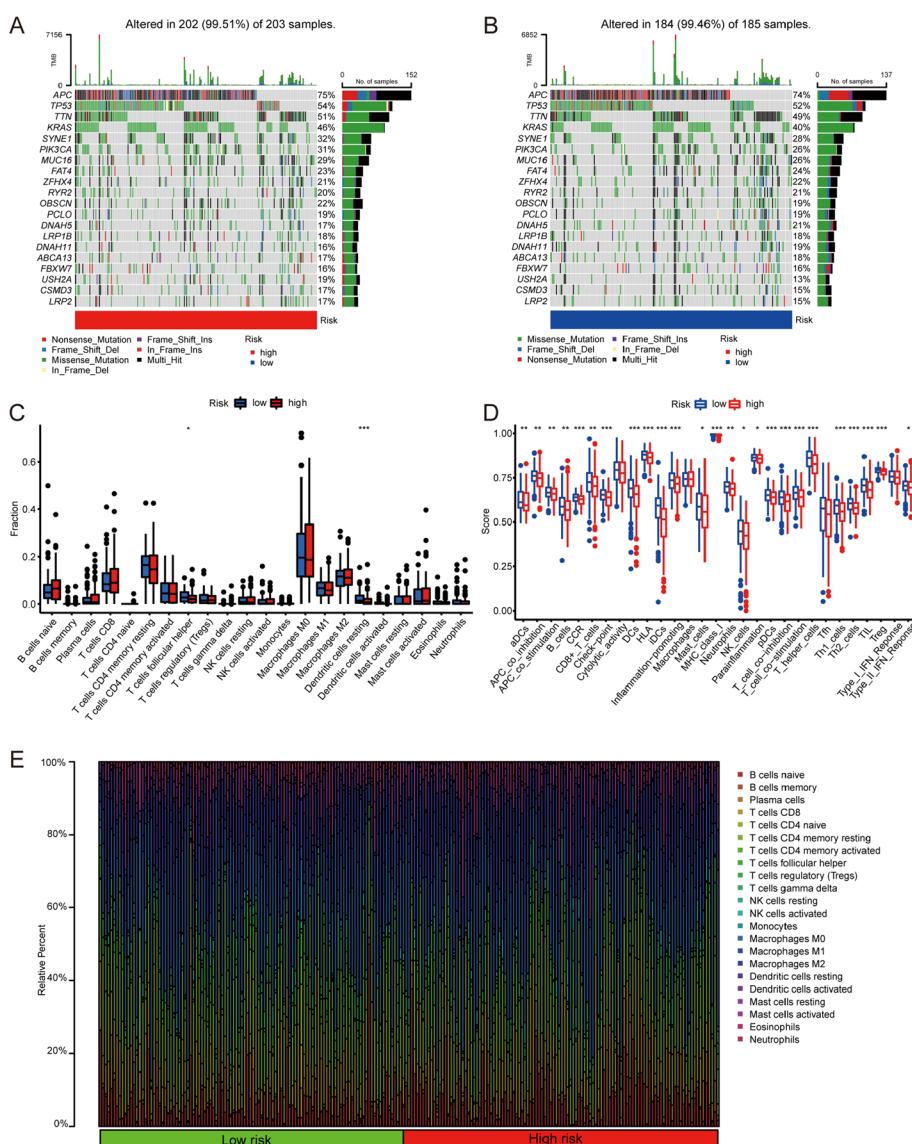 A
Altered in 202 (99.51%) of 203 samples.
7156
TMB
0
0 152
No. of samples
APC 75%
TP53 54%
TTN 51%
KRAS 46%
SYNE1 32%
PIK3CA 31%
MUC16 29%
FAT4 23%
ZFHX4 21%
RYR2 20%
OBSCN 22%
PCLO 19%
DNAH5 17%
LRP1B 18%
DNAH11 16%
ABCA13 17%
FBXW7 16%
USH2A 19%
CSMD3 17%
LRP2 17%
Risk
Nonsense_Mutation Frame_Shift_Ins Risk
Frame_Shift_Del In_Frame_Ins high
Missense_Mutation Multi_Hit low
In_Frame_Del
B
Altered in 184 (99.46%) of 185 samples.
6852
TMB
0
0 137
No. of samples
APC 74%
TP53 52%
TTN 49%
KRAS 40%
SYNE1 28%
PIK3CA 26%
MUC16 26%
FAT4 24%
ZFHX4 22%
RYR2 21%
OBSCN 19%
PCLO 19%
DNAH5 21%
LRP1B 18%
DNAH11 19%
ABCA13 18%
FBXW7 16%
USH2A 13%
CSMD3 15%
LRP2 15%
Risk
Missense_Mutation Frame_Shift_Ins Risk
Frame_Shift_Del In_Frame_Del high
Nonsense_Mutation Multi_Hit low
C
Risk low high
* ***
Fraction
0.6
0.4
0.2
0.0
B cells naive
B cells memory
Plasma cells
T cells CD8
T cells CD4 naive
T cells CD4 memory resting
T cells CD4 memory activated
T cells follicular helper
T cells regulatory (Tregs)
T cells gamma delta
NK cells resting
NK cells activated
Monocytes
Macrophages M0
Macrophages M1
Macrophages M2
Dendritic cells resting
Dendritic cells activated
Mast cells resting
Mast cells activated
Eosinophils
Neutrophils
D
Risk low high
Score
1.00
0.75
0.50
0.25
0.00
aDCs
APC_co_inhibition
APC_co_stimulation
B_cells
CCR
CD8+_T_cells
Check-point
Cytolytic_activity
DCs
HLA
iDCs
Inflammation-promoting
Macrophages
Mast_cells
MHC_class_I
Neutrophils
NK_cells
Parainflammation
pDCs
T_cell_co-inhibition
T_cell_co-stimulation
T_helper_cells
Tfh
Th1_cells
Th2_cells
TIL
Treg
Type_I_IFN_Reponse
Type_II_IFN_Reponse
E
Relative Percent
100%
80%
60%
40%
20%
0%
Low risk High risk
B cells naive
B cells memory
Plasma cells
T cells CD8
T cells CD4 naive
T cells CD4 memory resting
T cells CD4 memory activated
T cells follicular helper
T cells regulatory (Tregs)
T cells gamma delta
NK cells resting
NK cells activated
Monocytes
Macrophages M0
Macrophages M1
Macrophages M2
Dendritic cells resting
Dendritic cells activated
Mast cells resting
Mast cells activated
Eosinophils
Neutrophils